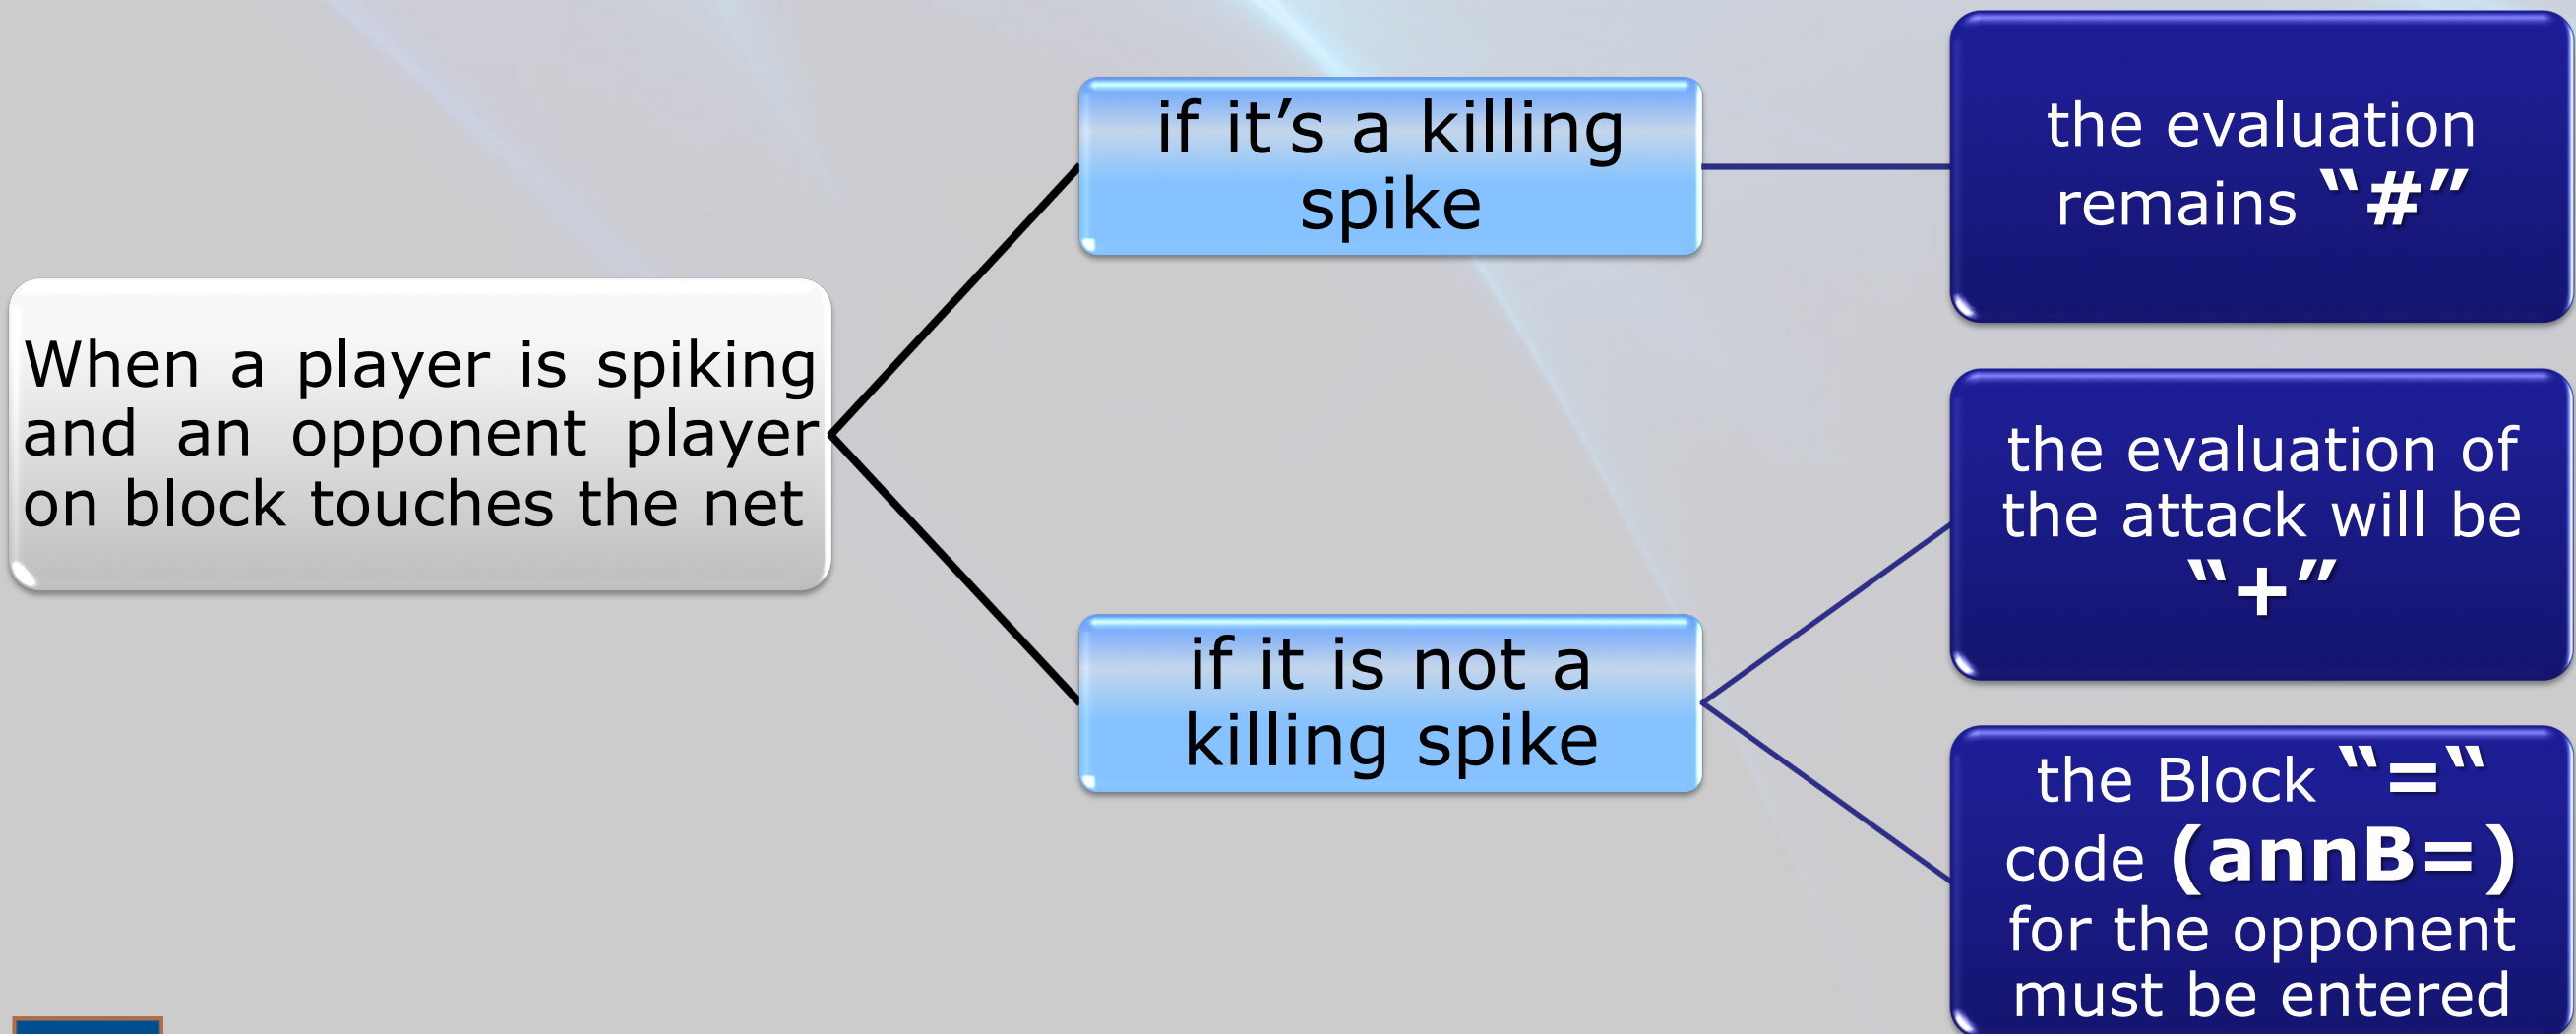 When a player is spiking
and an opponent player
on block touches the net
if it’s a killing
spike
if it is not a
killing spike
the evaluation
remains “#”
the evaluation of
the attack will be
“+”
the Block “=“
code (annB=)
for the opponent
must be entered